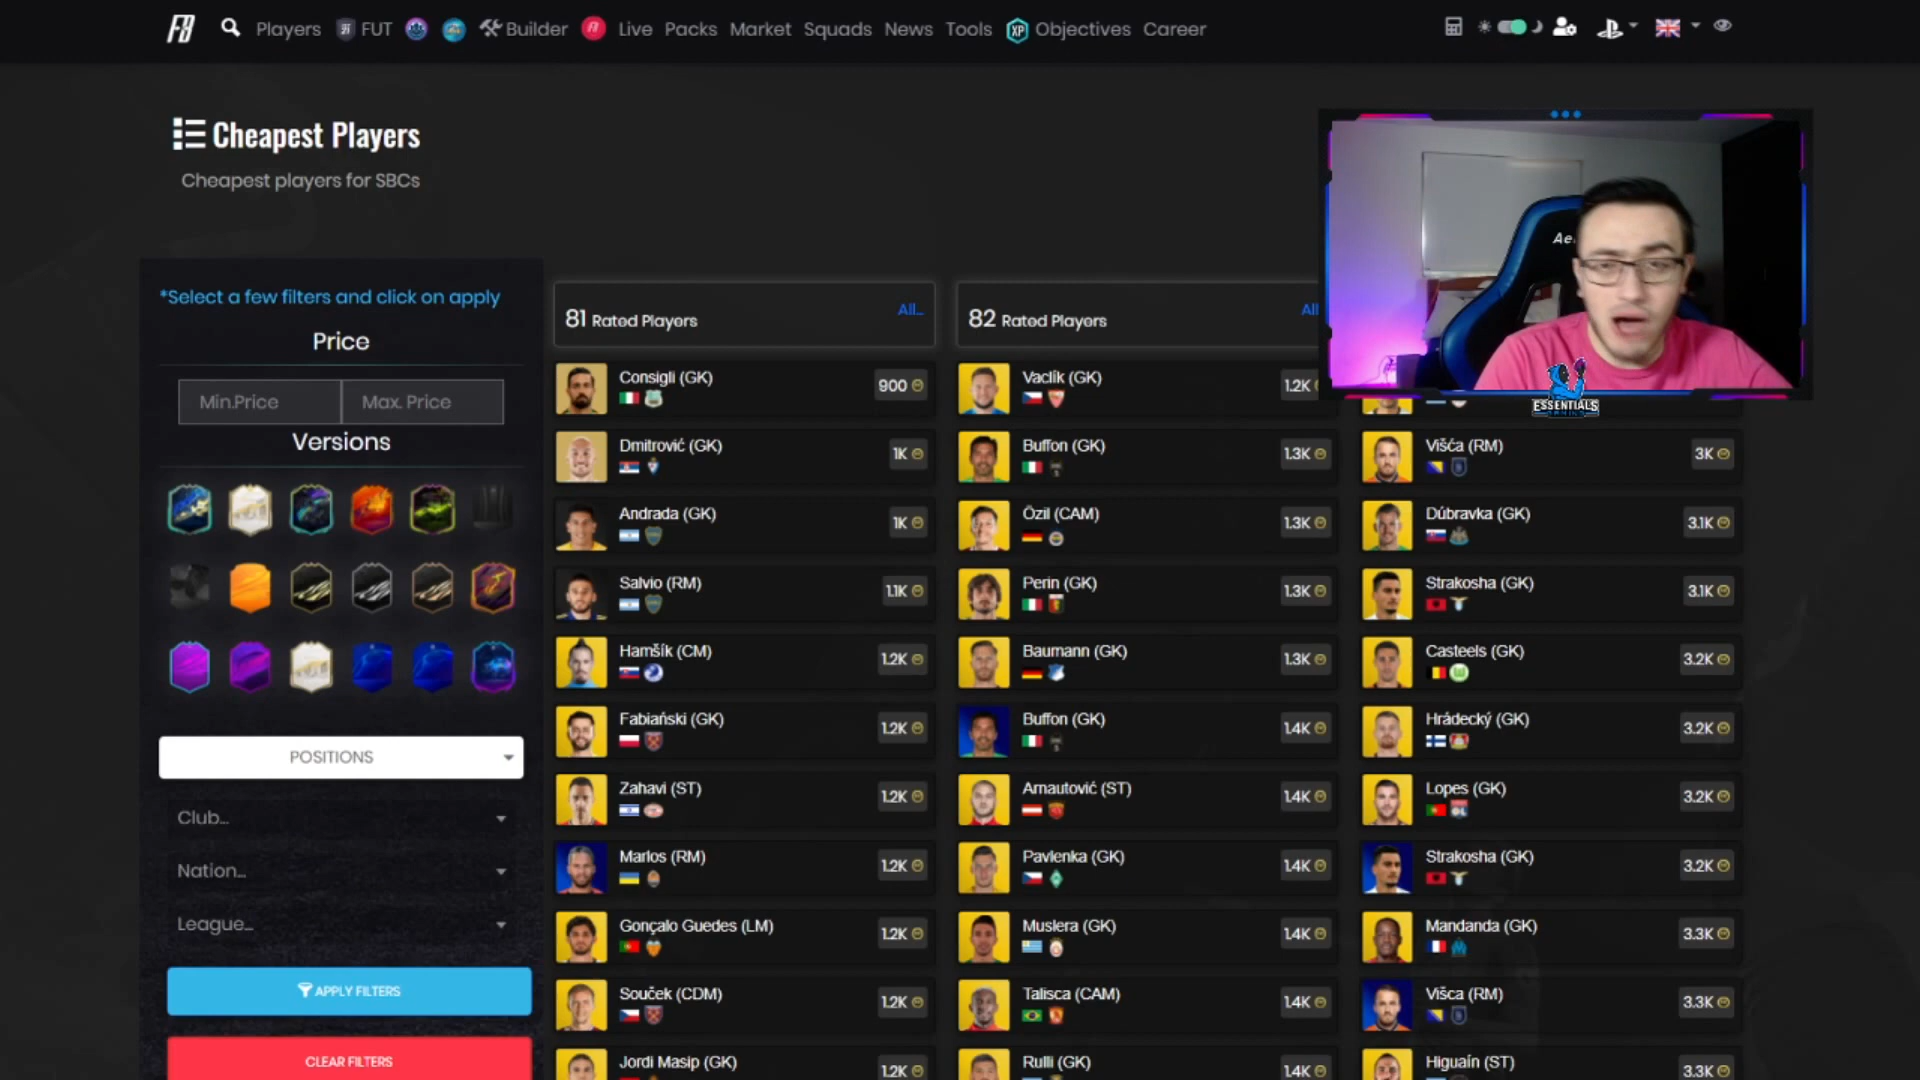 FB Players FUT Builder Live Packs Market Squads News Tools XP Objectives Career
Cheapest Players
Cheapest players for SBCs
*Select a few filters and click on apply
Price
Min.Price Max. Price
Versions
POSITIONS
Club...
Nation...
League...
APPLY FILTERS
CLEAR FILTERS
81 Rated Players All...
Consigli (GK) 900
Dmitrović (GK) 1K
Andrada (GK) 1K
Salvio (RM) 1.1K
Hamšík (CM) 1.2K
Fabiański (GK) 1.2K
Zahavi (ST) 1.2K
Marlos (RM) 1.2K
Gonçalo Guedes (LM) 1.2K
Souček (CDM) 1.2K
Jordi Masip (GK) 1.2K
82 Rated Players All
Vaclík (GK) 1.2K
Buffon (GK) 1.3K
Özil (CAM) 1.3K
Perin (GK) 1.3K
Baumann (GK) 1.3K
Buffon (GK) 1.4K
Arnautović (ST) 1.4K
Pavlenka (GK) 1.4K
Muslera (GK) 1.4K
Talisca (CAM) 1.4K
Rulli (GK) 1.4K
Višća (RM) 3K
Dúbravka (GK) 3.1K
Strakosha (GK) 3.1K
Casteels (GK) 3.2K
Hrádecký (GK) 3.2K
Lopes (GK) 3.2K
Strakosha (GK) 3.2K
Mandanda (GK) 3.3K
Višca (RM) 3.3K
Higuaín (ST) 3.3K
Ae
ESSENTIALS